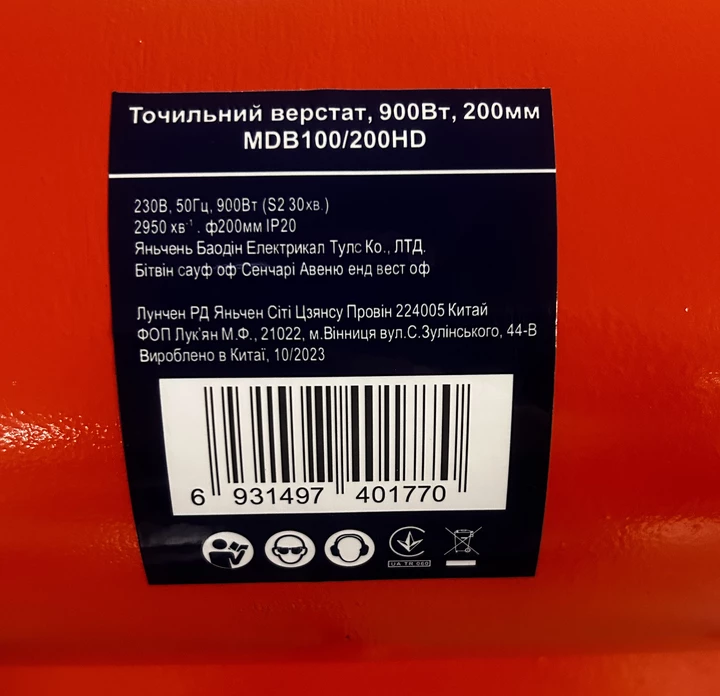 Точильний верстат, 900Вт, 200мм
MDB100/200HD
230В, 50Гц, 900Вт (S2 30хв.)
2950 хв⁻¹. ф200мм IP20
Яньчень Баодін Електрикал Тулс Ко., ЛТД.
Бітвін сауф оф Сенчарі Авеню енд вест оф
Лунчен РД Яньчен Сіті Цзянсу Провін 224005 Китай
ФОП Лук'ян М.Ф., 21022, м.Вінниця вул.С.Зулінського, 44-В
Вироблено в Китаї, 10/2023
6 931497 401770
UA TR 060